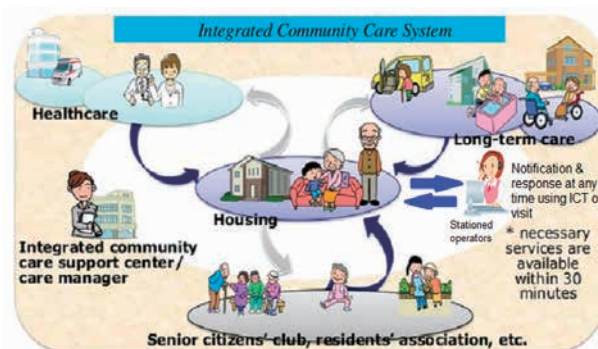 Integrated Community Care System
Healthcare
Long-term care
Housing
Notification &
response at any
time using ICT o
visit
Stationed
operators
* necessary
services are
available
within 30
minutes
Integrated community
care support center/
care manager
Senior citizens' club, residents' association, etc.